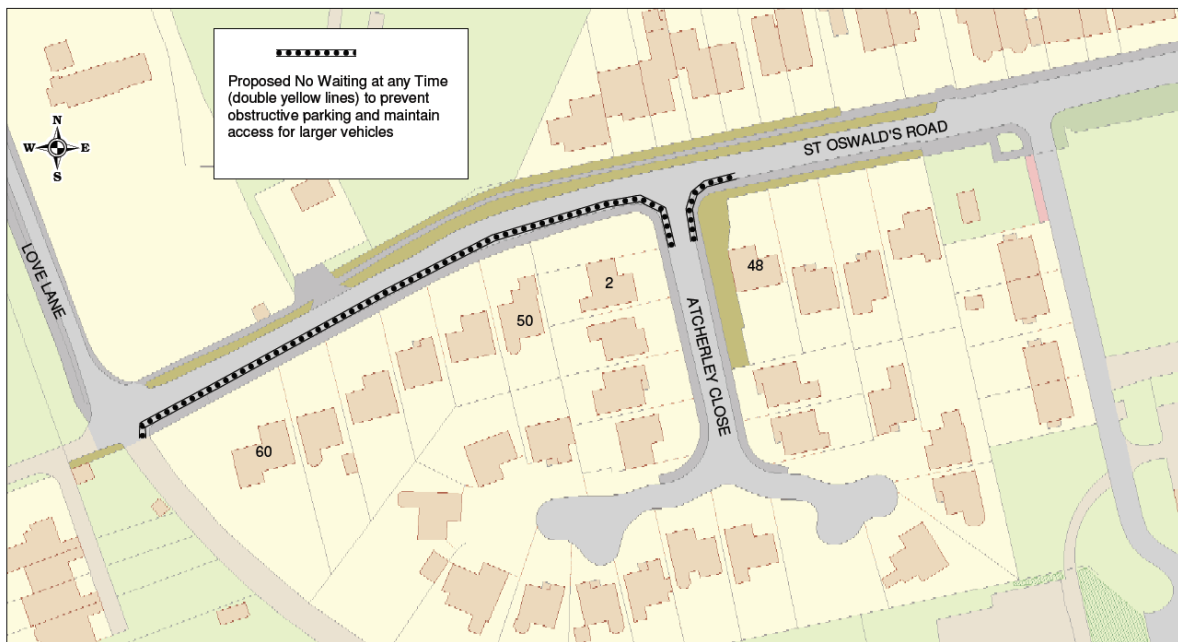 Proposed No Waiting at any Time
(double yellow lines) to prevent
obstructive parking and maintain
access for larger vehicles
N
W E
S
ST OSWALD'S ROAD
LOVE LANE
48
2
50
ATCHERLEY CLOSE
60